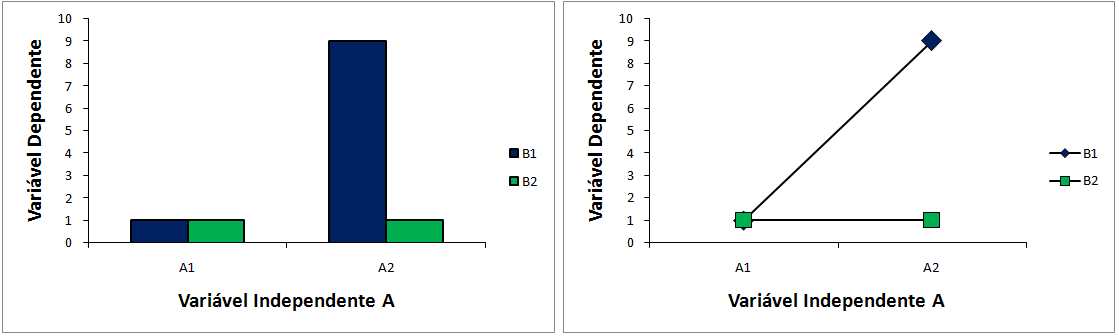 Variável Dependente
10
9
8
7
6
5
4
3
2
1
0
A1 A2
Variável Independente A
B1
B2
Variável Dependente
10
9
8
7
6
5
4
3
2
1
0
A1 A2
Variável Independente A
B1
B2